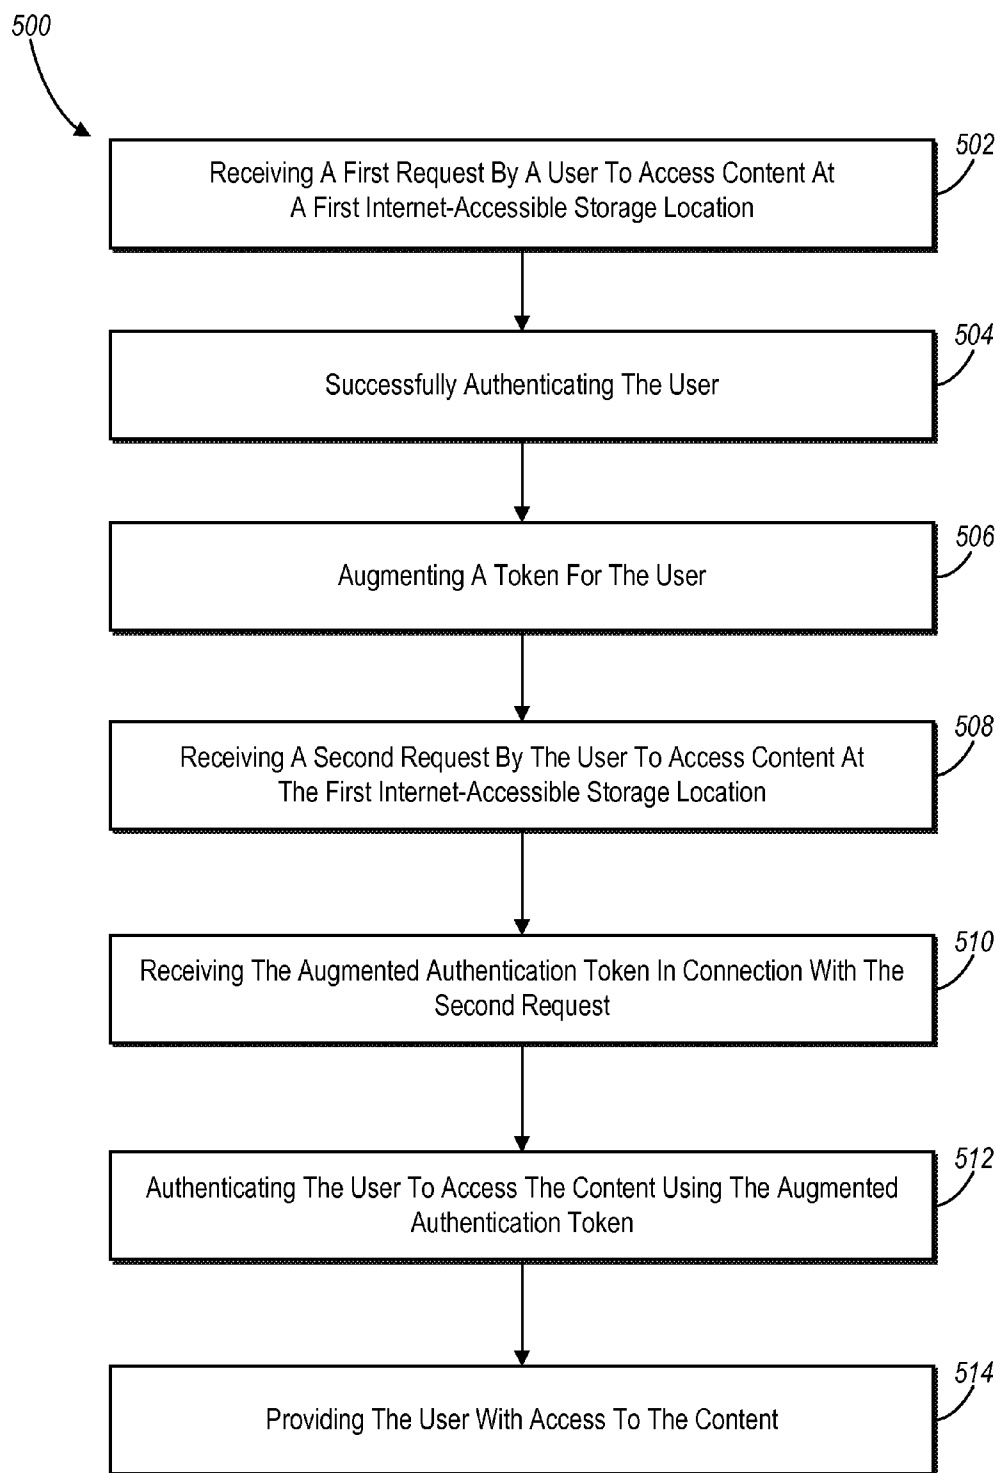 500
502
Receiving A First Request By A User To Access Content At
A First Internet-Accessible Storage Location
504
Successfully Authenticating The User
506
Augmenting A Token For The User
508
Receiving A Second Request By The User To Access Content At
The First Internet-Accessible Storage Location
510
Receiving The Augmented Authentication Token In Connection With The
Second Request
512
Authenticating The User To Access The Content Using The Augmented
Authentication Token
514
Providing The User With Access To The Content